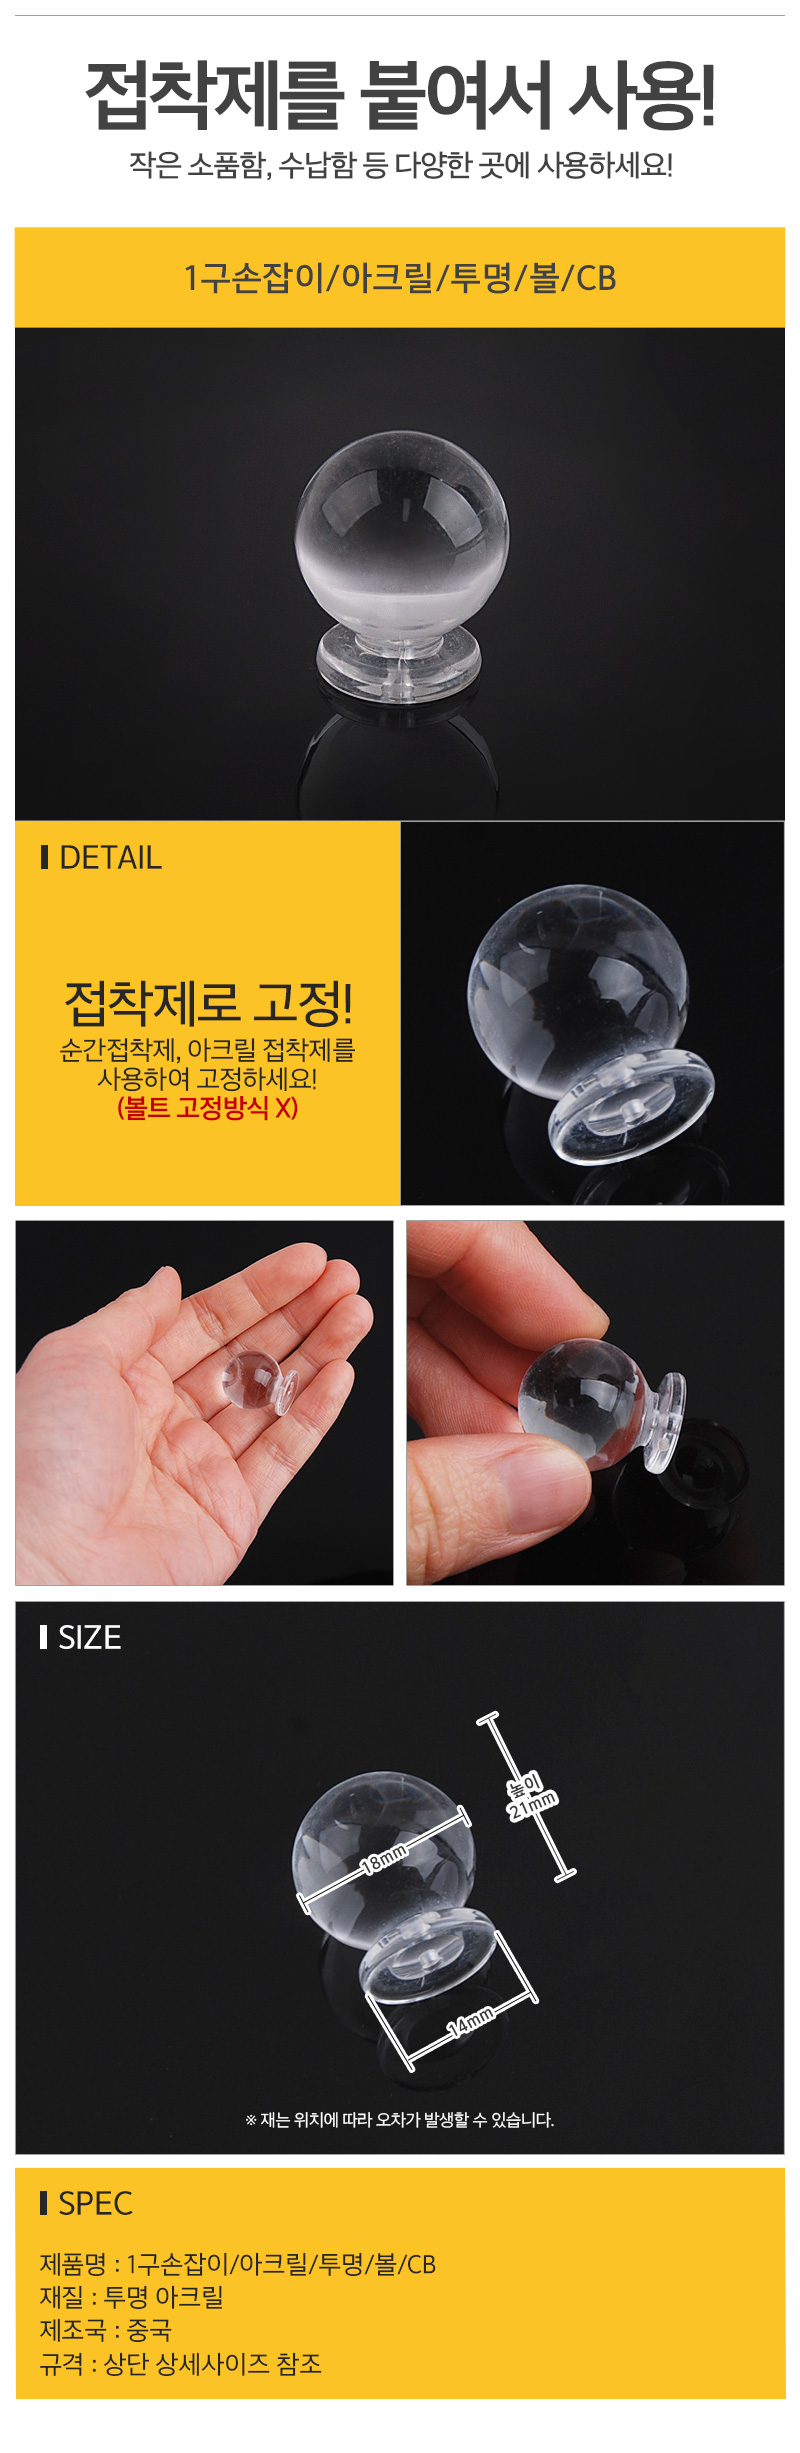 접착제를 붙여서 사용!
작은 소품함, 수납함 등 다양한 곳에 사용하세요!
1구손잡이/아크릴/투명/볼/CB
DETAIL
접착제로 고정!
순간접착제, 아크릴 접착제를
사용하여 고정하세요!
(볼트 고정방식 X)
SIZE
높이
21mm
18mm
14mm
※ 재는 위치에 따라 오차가 발생할 수 있습니다.
SPEC
제품명 : 1구손잡이/아크릴/투명/볼/CB
재질 : 투명 아크릴
제조국 : 중국
규격 : 상단 상세사이즈 참조